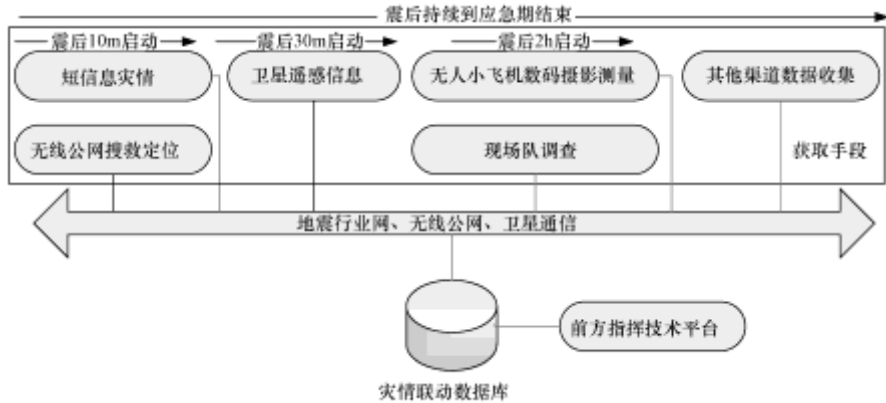 震后持续到应急期结束
震后10m启动 震后30m启动 震后2h启动
短信息灾情 卫星遥感信息 无人小飞机数码摄影测量 其他渠道数据收集
无线公网搜救定位 现场队调查 获取手段
地震行业网、无线公网、卫星通信
前方指挥技术平台
灾情联动数据库